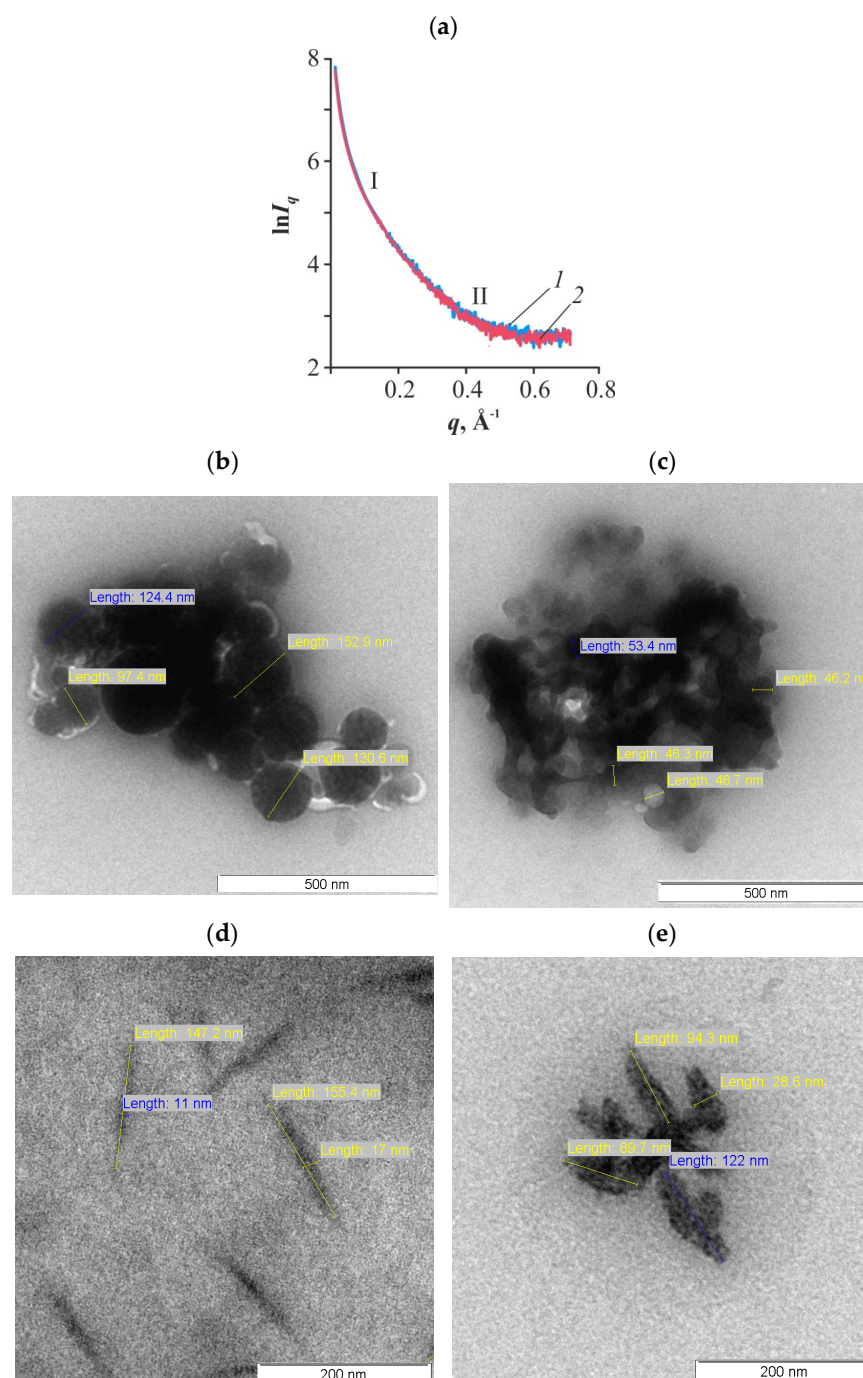 (a)
8
6
4
2
lnIq
I
II
1
2
0.2 0.4 0.6 0.8
q, Å-1
(b) (c)
Length: 124.4 nm
Length: 152.9 nm
Length: 97.4 nm
Length: 130.6 nm
500 nm
Length: 53.4 nm
Length: 46.2 n
Length: 46.3 nm
Length: 46.7 nm
500 nm
(d) (e)
Length: 147.2 nm
Length: 155.4 nm
Length: 11 nm
Length: 17 nm
200 nm
Length: 94.3 nm
Length: 28.6 nm
Length: 89.7 nm
Length: 122 nm
200 nm